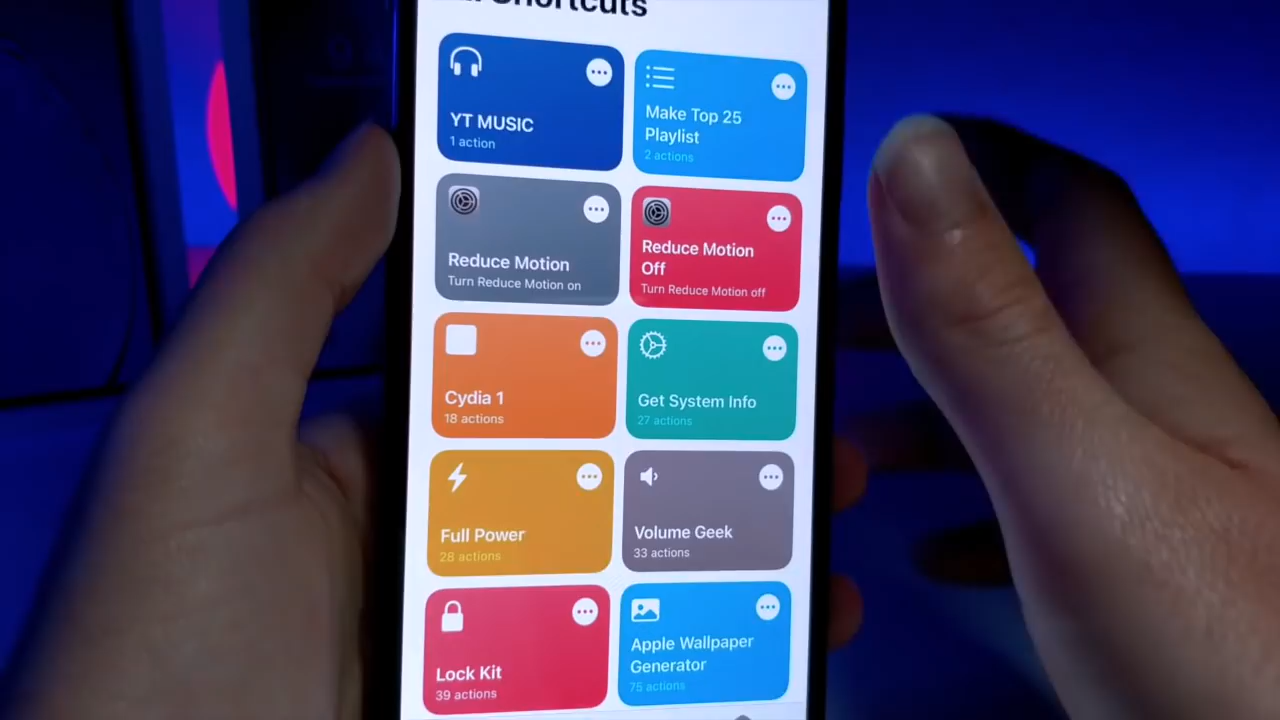 Shortcuts
YT MUSIC
1 action
Make Top 25
Playlist
2 actions
Reduce Motion
Turn Reduce Motion on
Reduce Motion
Off
Turn Reduce Motion off
Cydia 1
18 actions
Get System Info
27 actions
Full Power
28 actions
Volume Geek
33 actions
Lock Kit
39 actions
Apple Wallpaper
Generator
75 actions